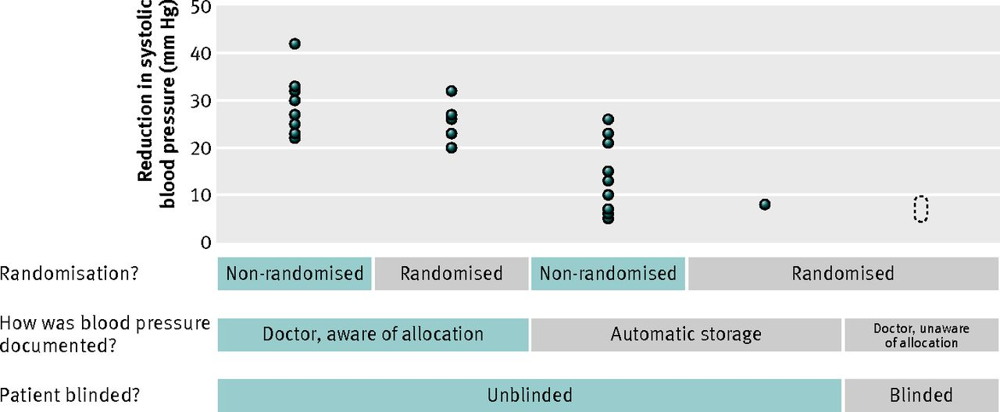 Reduction in systolic
blood pressure (mm Hg)
50
40
30
20
10
0
Randomisation?
Non-randomised
Randomised
Non-randomised
Randomised
How was blood pressure
documented?
Doctor, aware of allocation
Automatic storage
Doctor, unaware
of allocation
Patient blinded?
Unblinded
Blinded